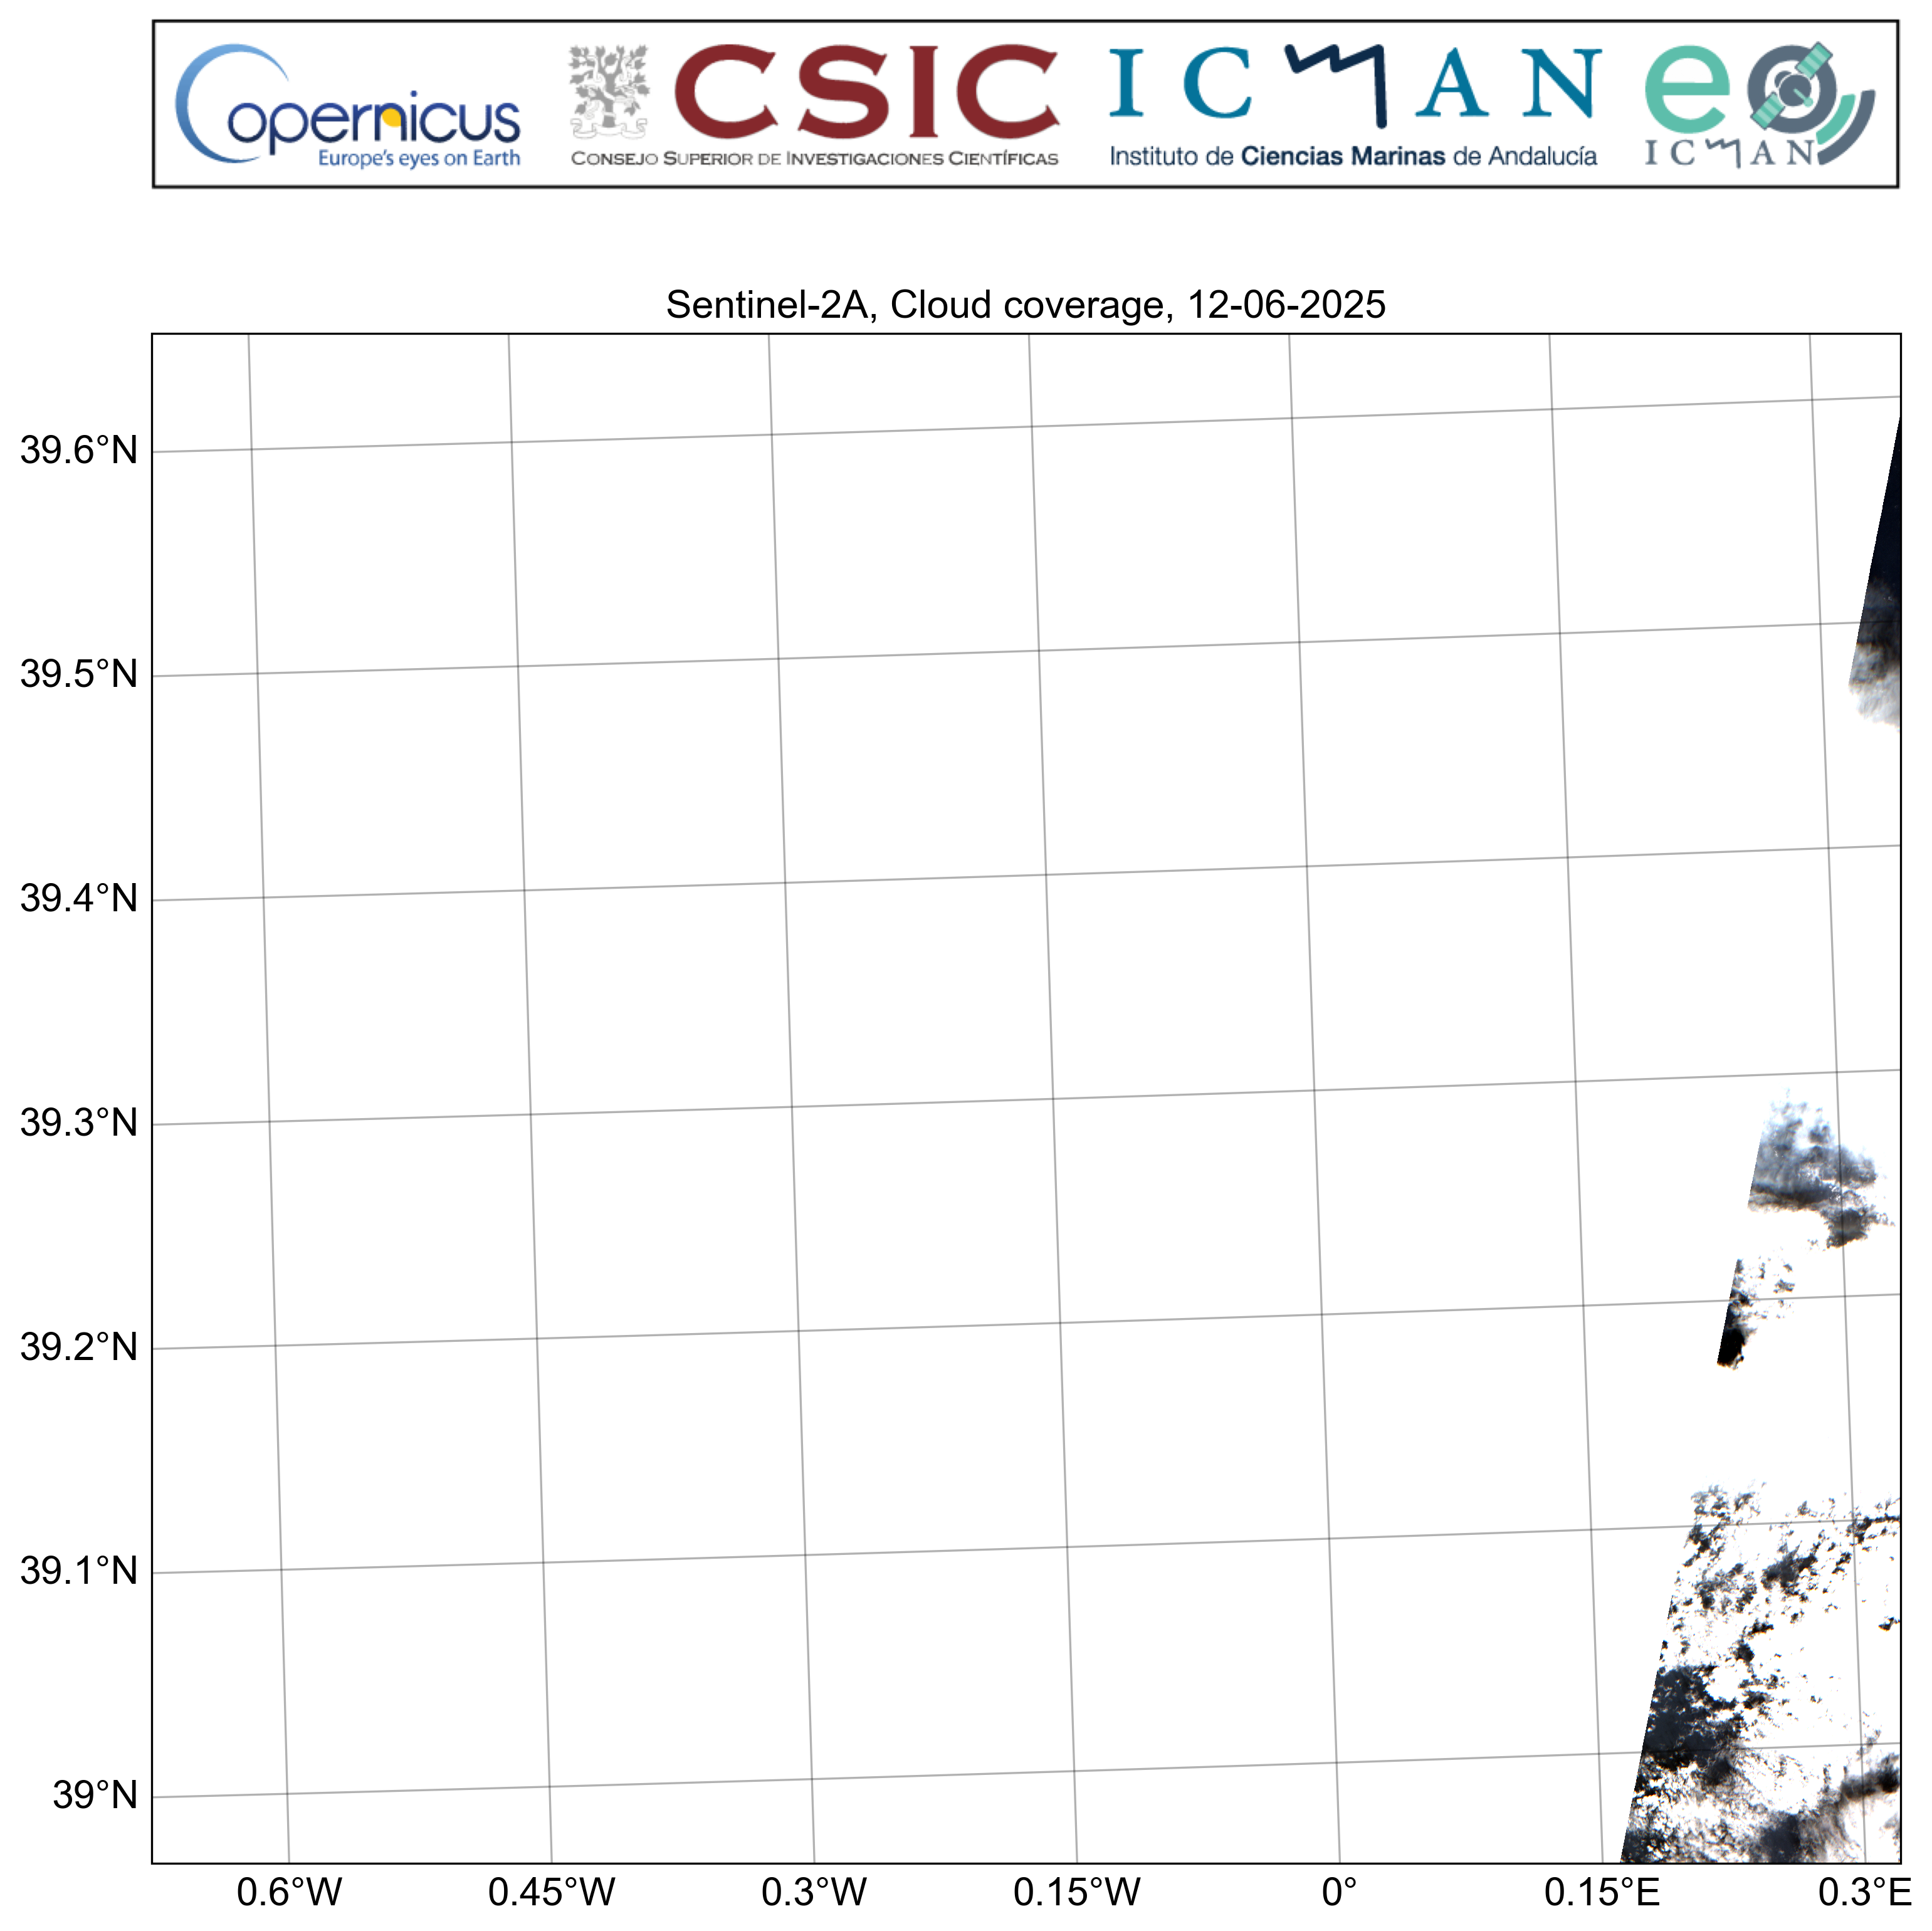 Copernicus
Europe's eyes on Earth
CSIC
CONSEJO SUPERIOR DE INVESTIGACIONES CIENTÍFICAS
ICMAN
Instituto de Ciencias Marinas de Andalucía
eo
ICMAN
Sentinel-2A, Cloud coverage, 12-06-2025
39.6°N
39.5°N
39.4°N
39.3°N
39.2°N
39.1°N
39°N
0.6°W 0.45°W 0.3°W 0.15°W 0° 0.15°E 0.3°E